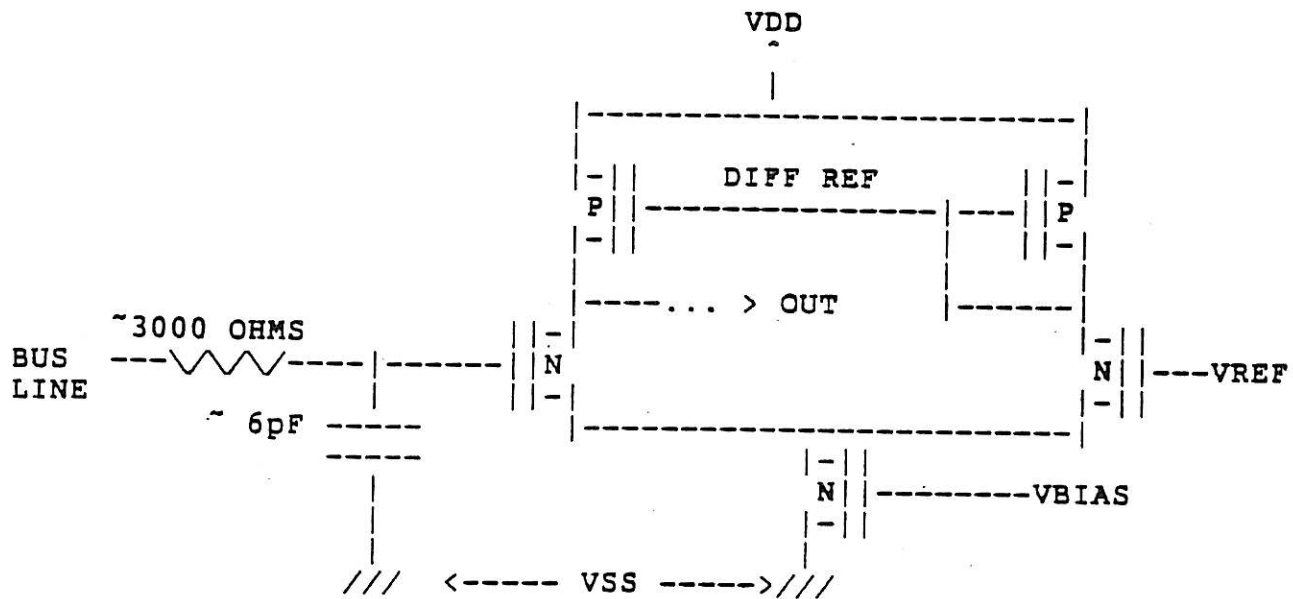 VDD
DIFF REF
P
P
> OUT
~3000 OHMS
BUS
LINE
N
N
VREF
~ 6pF
N
VBIAS
/// <----- VSS ----->///